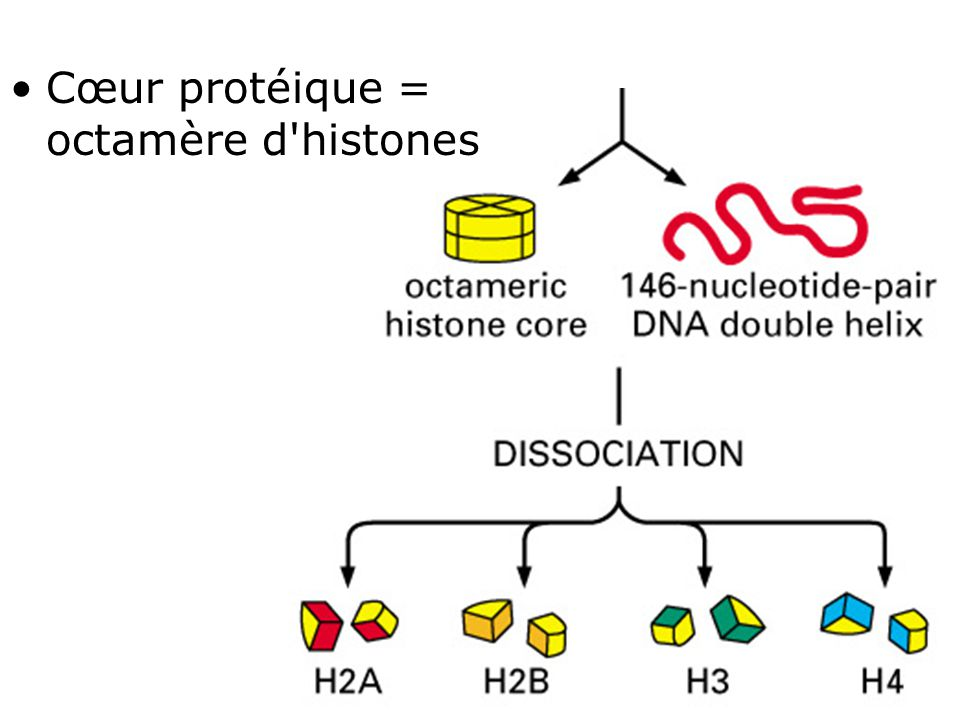 • Cœur protéique =
octamère d'histones
octameric
histone core
146-nucleotide-pair
DNA double helix
DISSOCIATION
H2A
H2B
H3
H4